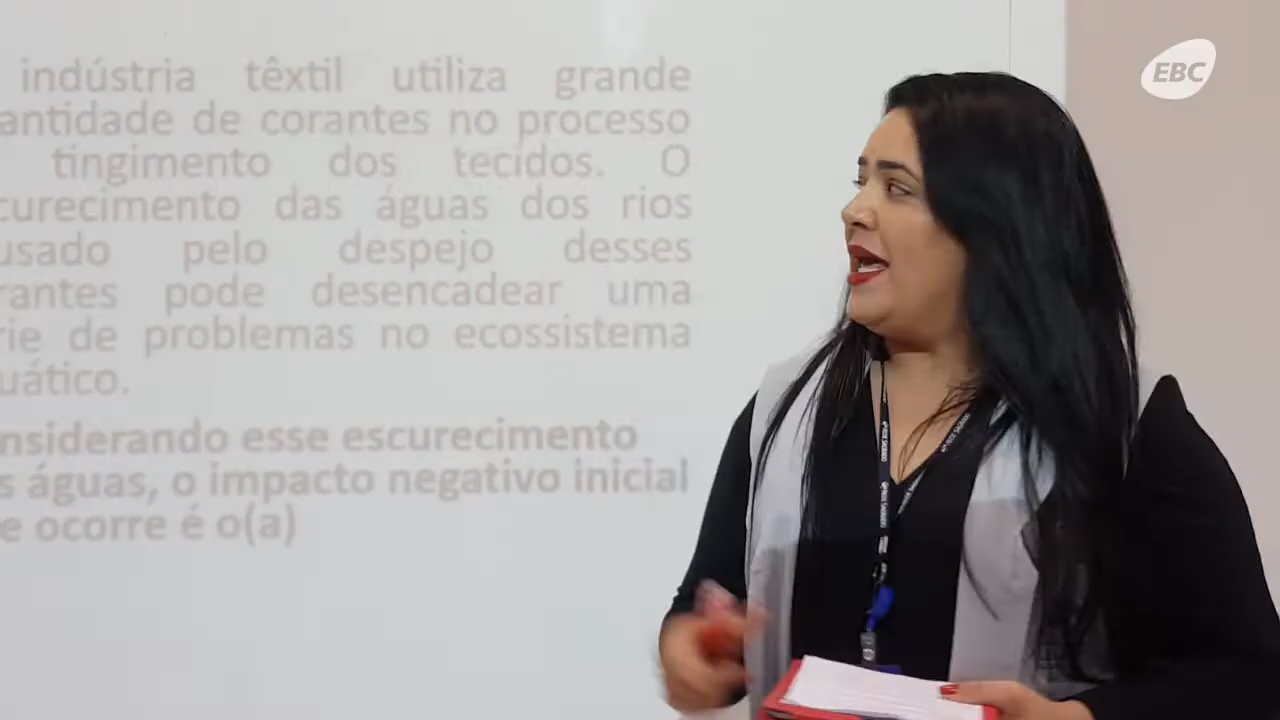 indústria têxtil utiliza grande
antidade de corantes no processo
tingimento dos tecidos. O
curecimento das águas dos rios
usado pelo despejo desses
rantes pode desencadear uma
rie de problemas no ecossistema
uático.
nsiderando esse escurecimento
s águas, o impacto negativo inicial
e ocorre é o(a)
EBC